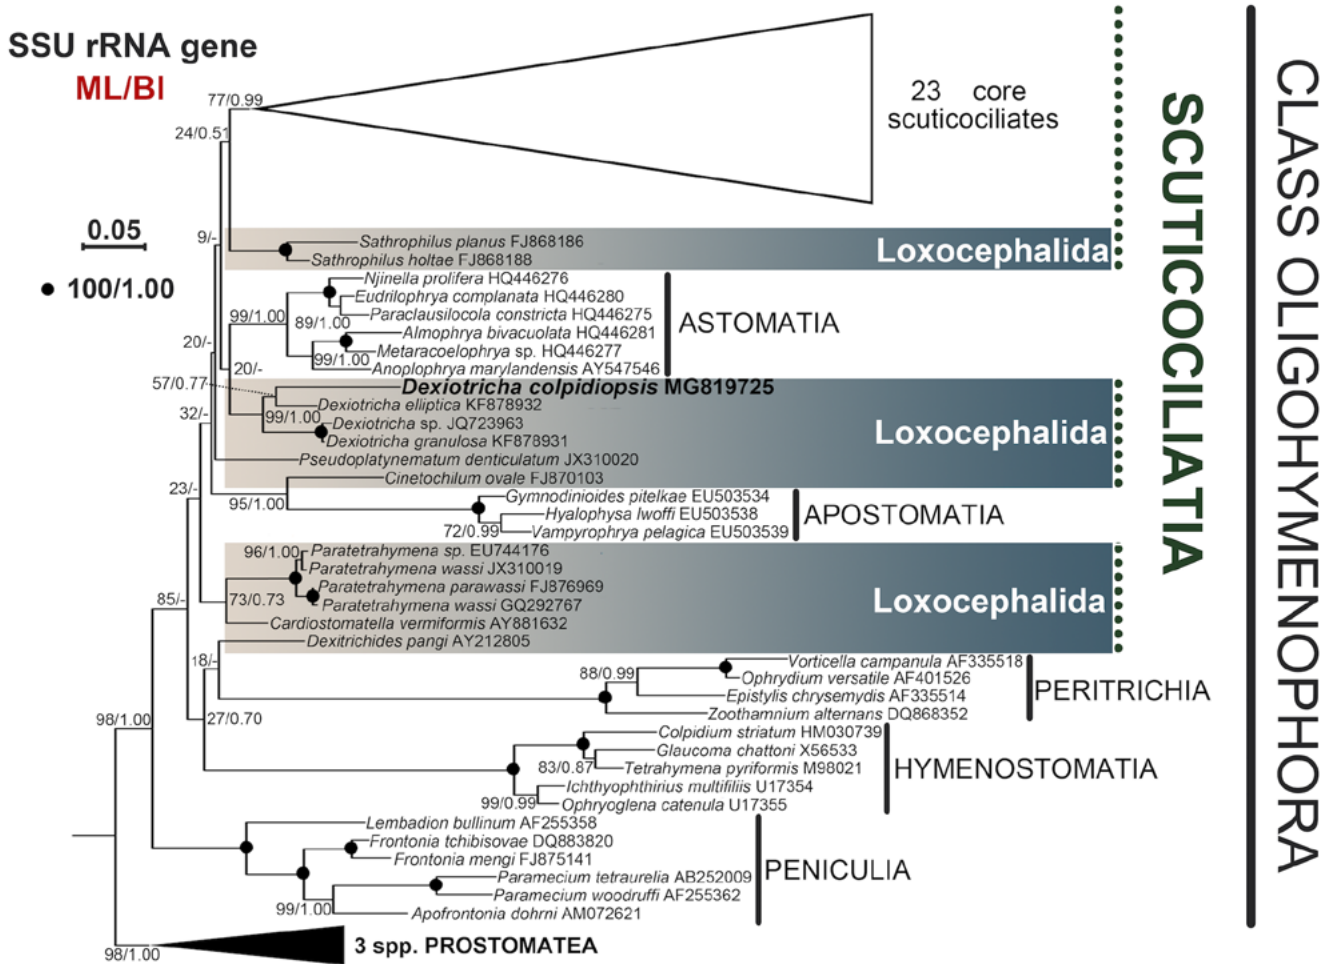 SSU rRNA gene
ML/BI
77/0.99
24/0.51
23 core
scuticociliates
0.05
100/1.00
9/-
Sathrophilus planus FJ868186
Sathrophilus holtae FJ868188
Loxocephalida
Njinella prolifera HQ446276
Eudrilophrya complanata HQ446280
99/1.00
89/1.00
Paraclausilocola constricta HQ446275
Almophrya bivacuolata HQ446281
ASTOMATIA
20/-
Metaracoelophrya sp. HQ446277
99/1.00
20/-
Anoplophrya marylandensis AY547546
57/0.77
Dexiotricha colpidiopsis MG819725
Dexiotricha elliptica KF878932
32/-
99/1.00
Dexiotricha sp. JQ723963
Dexiotricha granulosa KF878931
Loxocephalida
Pseudoplatynematum denticulatum JX310020
Cinetochilum ovale FJ870103
23/-
95/1.00
Gymnodinioides pitelkae EU503534
Hyalophysa lwoffi EU503538
72/0.99
Vampyrophrya pelagica EU503539
APOSTOMATIA
96/1.00
Paratetrahymena sp. EU744176
Paratetrahymena wassi JX310019
Paratetrahymena parawassi FJ876969
85/-
73/0.73
Paratetrahymena wassi GQ292767
Loxocephalida
Cardiostomatella vermiformis AY881632
Dexitrichides pangi AY212805
18/-
Vorticella campanula AF335518
88/0.99
Ophrydium versatile AF401526
Epistylis chrysemydis AF335514
PERITRICHIA
Zoothamnium alternans DQ868352
98/1.00
27/0.70
Colpidium striatum HM030739
Glaucoma chattoni X56533
83/0.87
Tetrahymena pyriformis M98021
HYMENOSTOMATIA
Ichthyophthirius multifiliis U17354
99/0.99
Ophryoglena catenula U17355
Lembadion bullinum AF255358
Frontonia tchibisovae DQ883820
Frontonia mengi FJ875141
PENICULIA
Paramecium tetraurelia AB252009
Paramecium woodruffi AF255362
99/1.00
Apofrontonia dohrni AM072621
98/1.00
3 spp. PROSTOMATEA
SCUTICOCILIATIA
CLASS OLIGOHYMENOPHORA